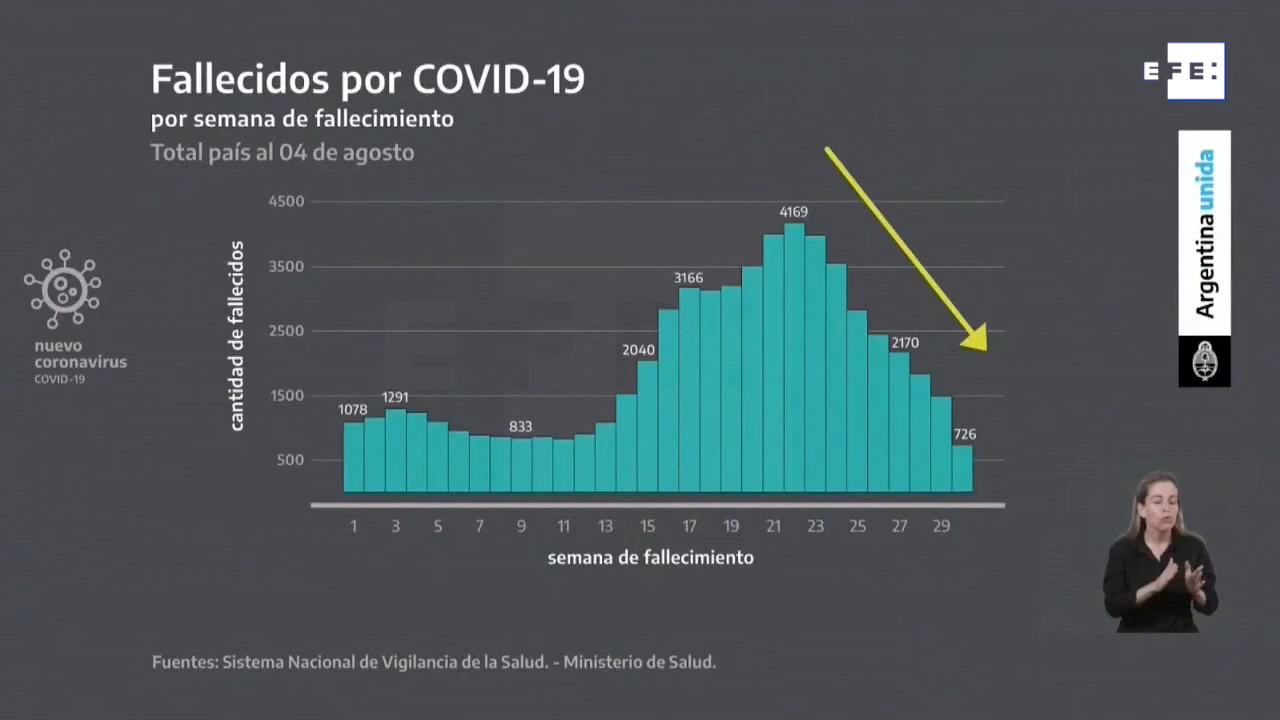 Fallecidos por COVID-19
por semana de fallecimiento
Total país al 04 de agosto
EFE:
Argentina unida
nuevo
coronavirus
COVID-19
cantidad de fallecidos
4500
3500
2500
1500
500
1078
1291
833
2040
3166
4169
2170
726
1 3 5 7 9 11 13 15 17 19 21 23 25 27 29
semana de fallecimiento
Fuentes: Sistema Nacional de Vigilancia de la Salud. - Ministerio de Salud.